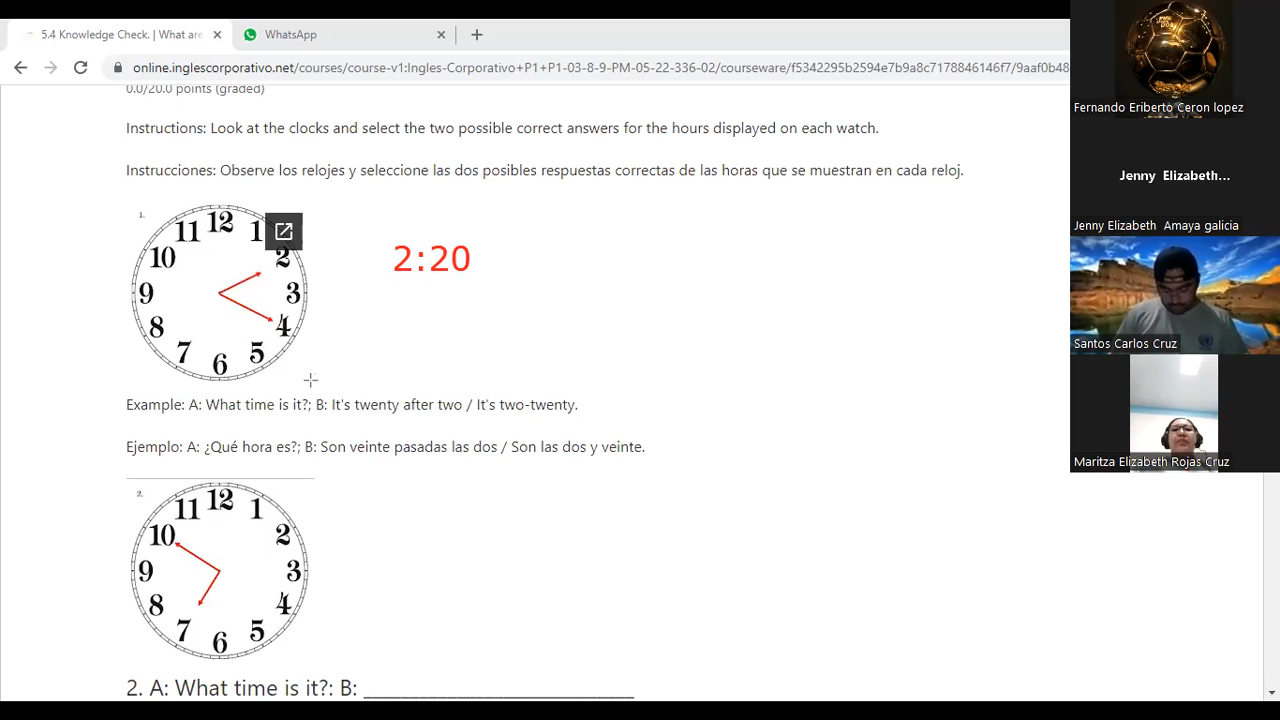 5.4 Knowledge Check. | What are
WhatsApp
online.inglescorporativo.net/courses/course-v1:Ingles-Corporativo+P1+P1-03-8-9-PM-05-22-336-02/courseware/f5342295b2594e7b9a8c7178846146f7/9aaf0b48
0.0/20.0 points (graded)
Instructions: Look at the clocks and select the two possible correct answers for the hours displayed on each watch.
Instrucciones: Observe los relojes y seleccione las dos posibles respuestas correctas de las horas que se muestran en cada reloj.
1.
12
11 1
10 2
9 3
8 4
7 5
6
2:20
Example: A: What time is it?; B: It's twenty after two / It's two-twenty.
Ejemplo: A: ¿Qué hora es?; B: Son veinte pasadas las dos / Son las dos y veinte.
2.
12
11 1
10 2
9 3
8 4
7 5
6
2. A: What time is it?: B: ___________________________
Fernando Eriberto Ceron lopez
Jenny Elizabeth...
Jenny Elizabeth Amaya galicia
Santos Carlos Cruz
Maritza Elizabeth Rojas Cruz